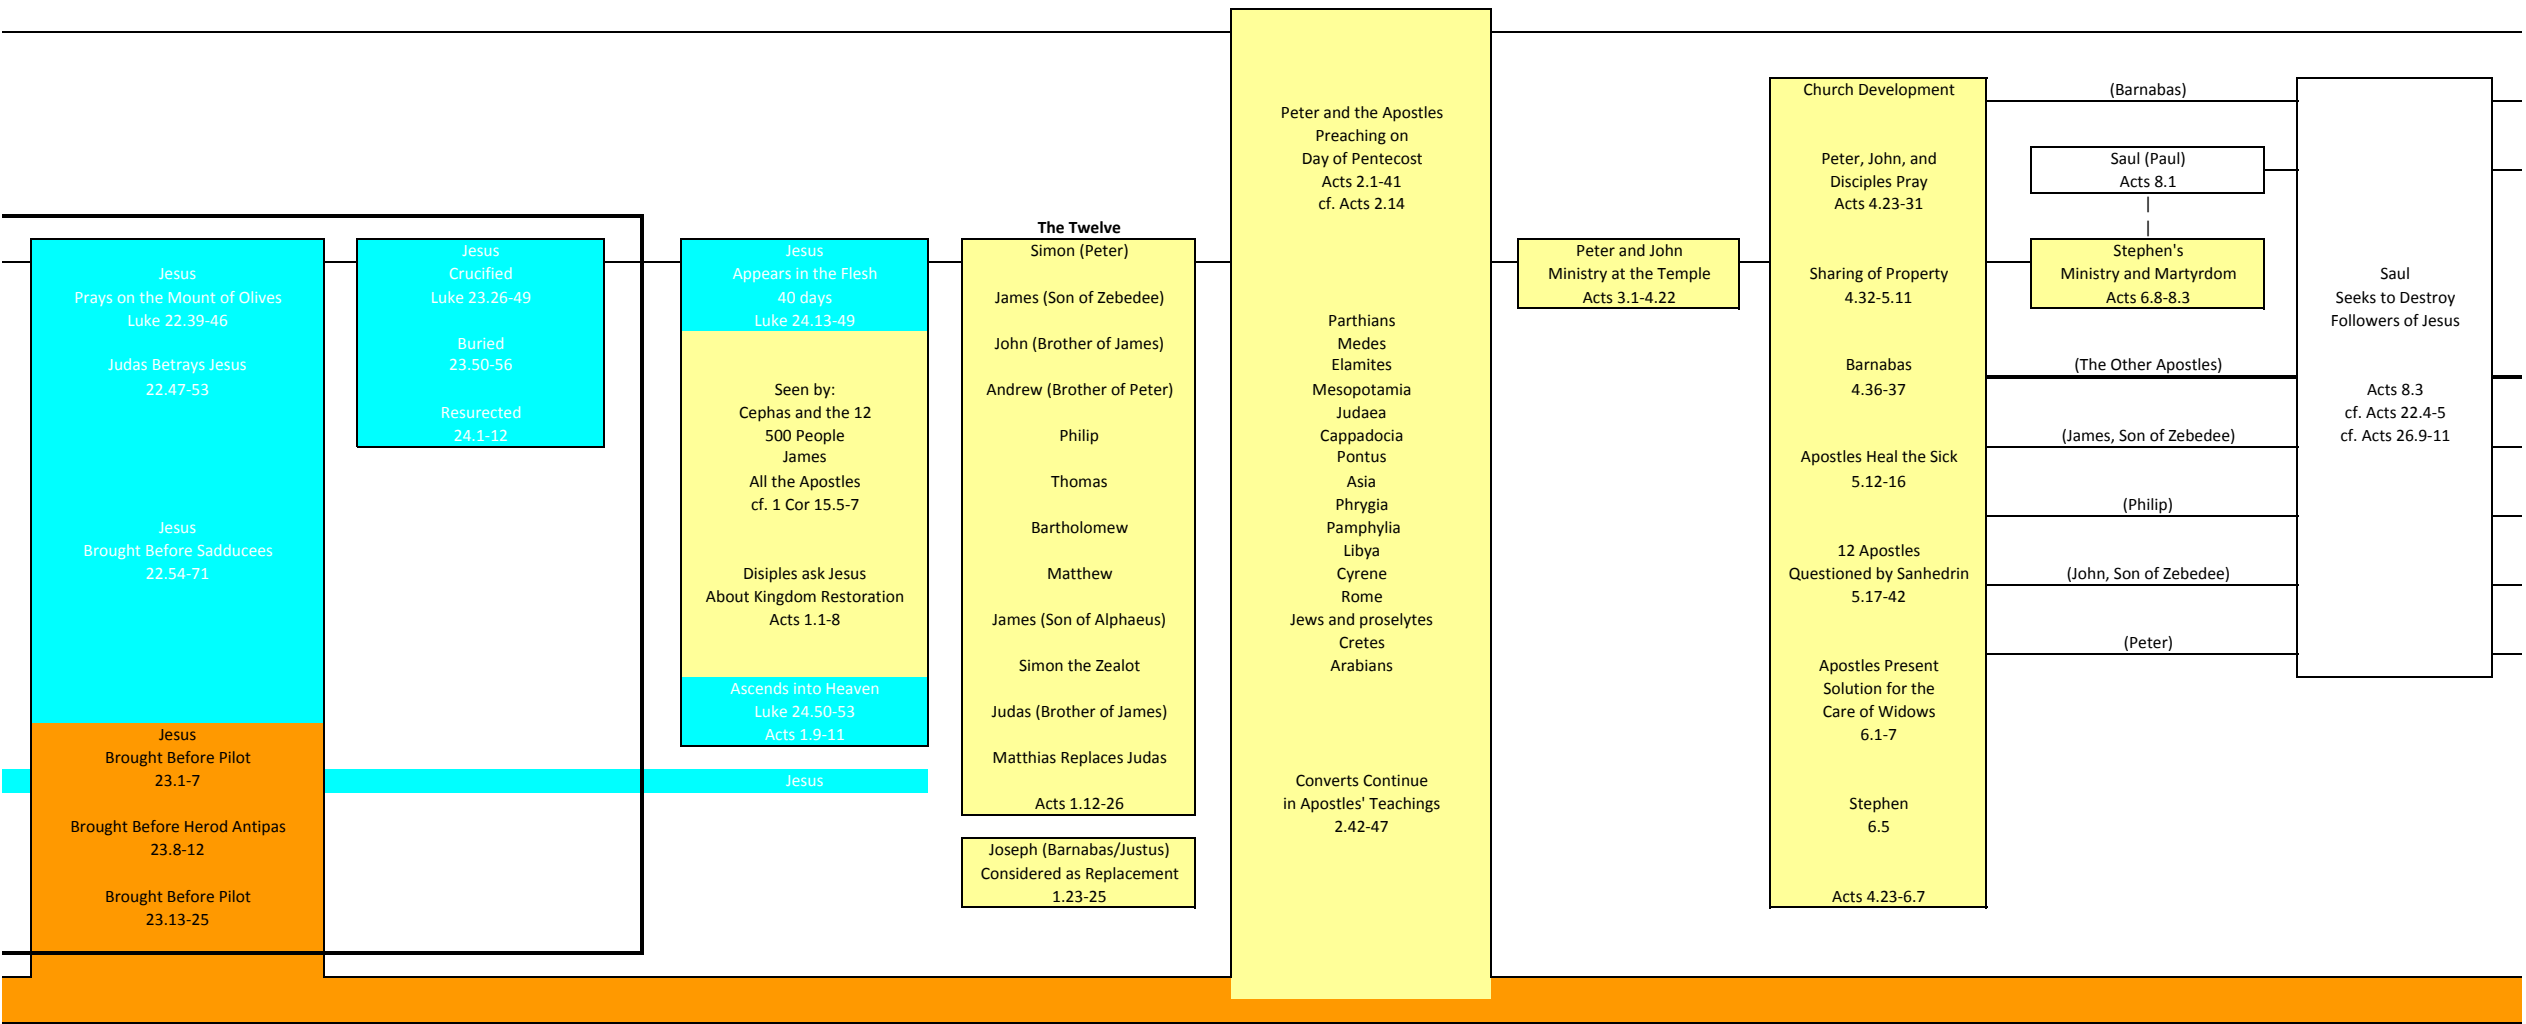 Jesus
Prays on the Mount of Olives
Luke 22.39-46
Judas Betrays Jesus
22.47-53
Jesus
Brought Before Sadducees
22.54-71
Jesus
Brought Before Pilot
23.1-7
Brought Before Herod Antipas
23.8-12
Brought Before Pilot
23.13-25
Jesus
Crucified
Luke 23.26-49
Buried
23.50-56
Resurected
24.1-12
Jesus
Appears in the Flesh
40 days
Luke 24.13-49
Seen by:
Cephas and the 12
500 People
James
All the Apostles
cf. 1 Cor 15.5-7
Disiples ask Jesus
About Kingdom Restoration
Acts 1.1-8
Ascends into Heaven
Luke 24.50-53
Acts 1.9-11
Jesus
The Twelve
Simon (Peter)
James (Son of Zebedee)
John (Brother of James)
Andrew (Brother of Peter)
Philip
Thomas
Bartholomew
Matthew
James (Son of Alphaeus)
Simon the Zealot
Judas (Brother of James)
Matthias Replaces Judas
Acts 1.12-26
Joseph (Barnabas/Justus)
Considered as Replacement
1.23-25
Peter and the Apostles
Preaching on
Day of Pentecost
Acts 2.1-41
cf. Acts 2.14
Parthians
Medes
Elamites
Mesopotamia
Judaea
Cappadocia
Pontus
Asia
Phrygia
Pamphylia
Libya
Cyrene
Rome
Jews and proselytes
Cretes
Arabians
Converts Continue
in Apostles' Teachings
2.42-47
Peter and John
Ministry at the Temple
Acts 3.1-4.22
Church Development
Peter, John, and
Disciples Pray
Acts 4.23-31
Sharing of Property
4.32-5.11
Barnabas
4.36-37
Apostles Heal the Sick
5.12-16
12 Apostles
Questioned by Sanhedrin
5.17-42
Apostles Present
Solution for the
Care of Widows
6.1-7
Stephen
6.5
Acts 4.23-6.7
(Barnabas)
Saul (Paul)
Acts 8.1
|
|
Stephen's
Ministry and Martyrdom
Acts 6.8-8.3
(The Other Apostles)
(James, Son of Zebedee)
(Philip)
(John, Son of Zebedee)
(Peter)
Saul
Seeks to Destroy
Followers of Jesus
Acts 8.3
cf. Acts 22.4-5
cf. Acts 26.9-11